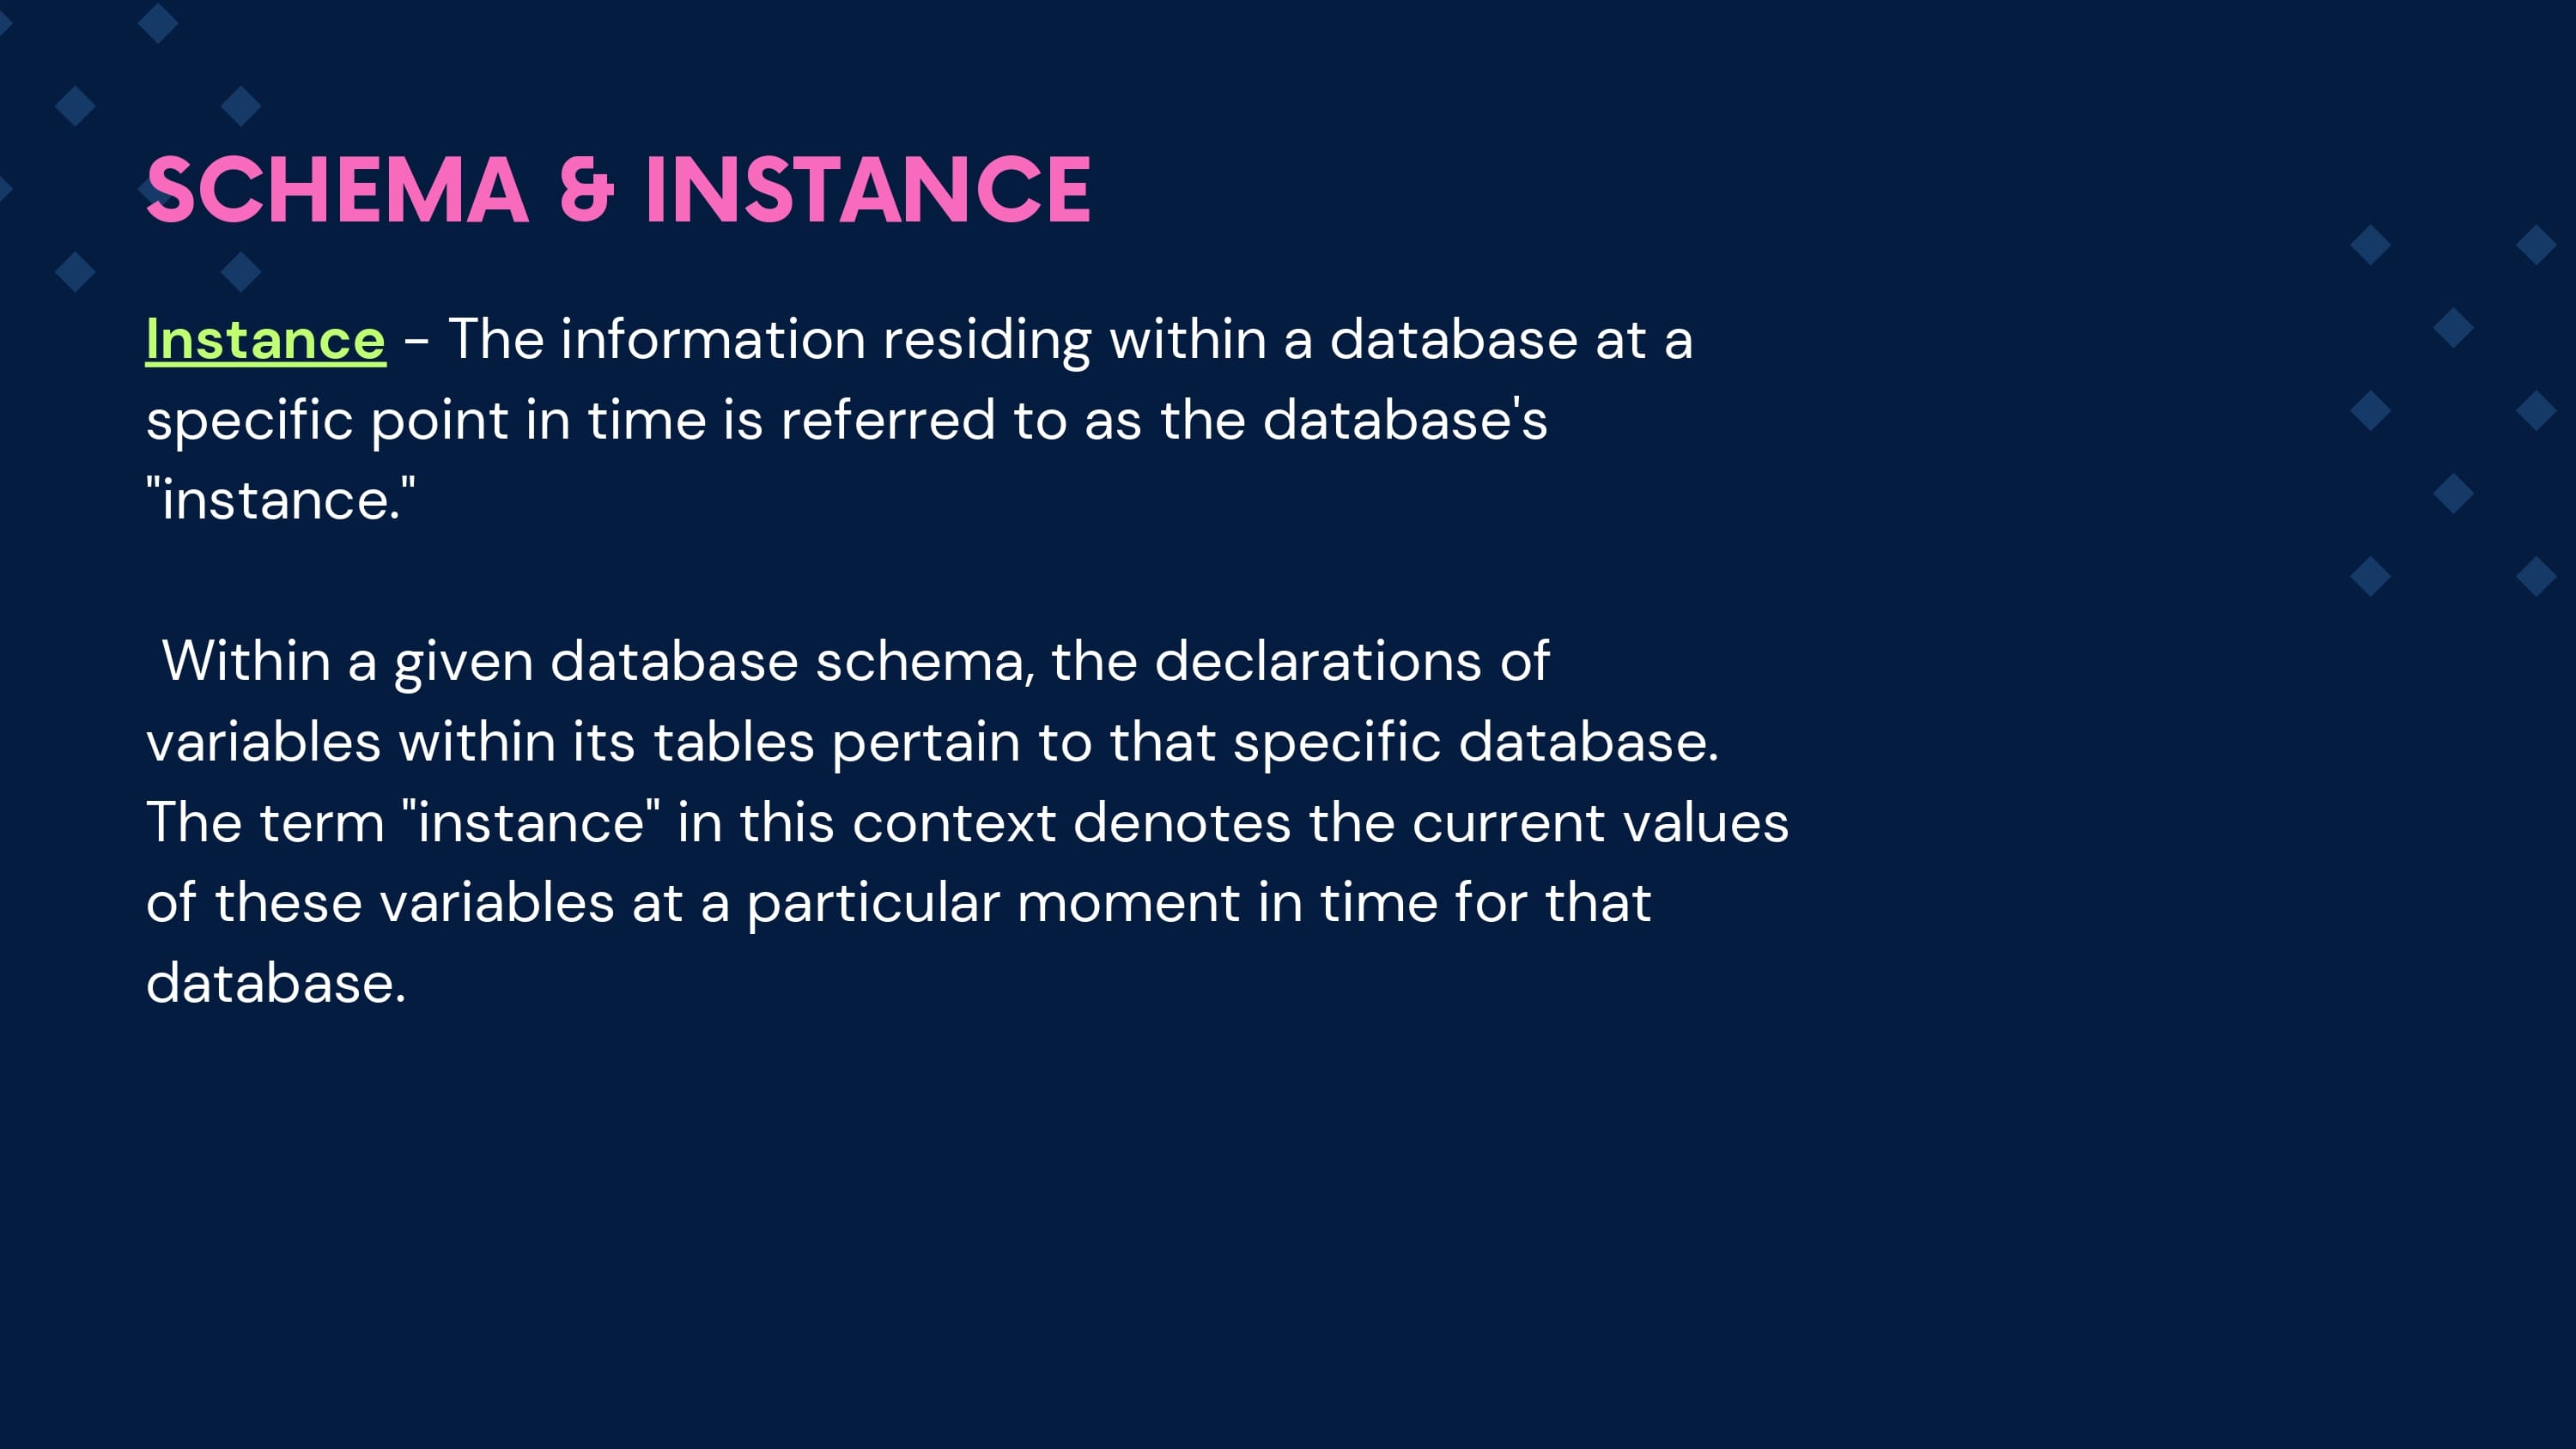 SCHEMA & INSTANCE
Instance - The information residing within a database at a
specific point in time is referred to as the database's
"instance."
Within a given database schema, the declarations of
variables within its tables pertain to that specific database.
The term "instance" in this context denotes the current values
of these variables at a particular moment in time for that
database.